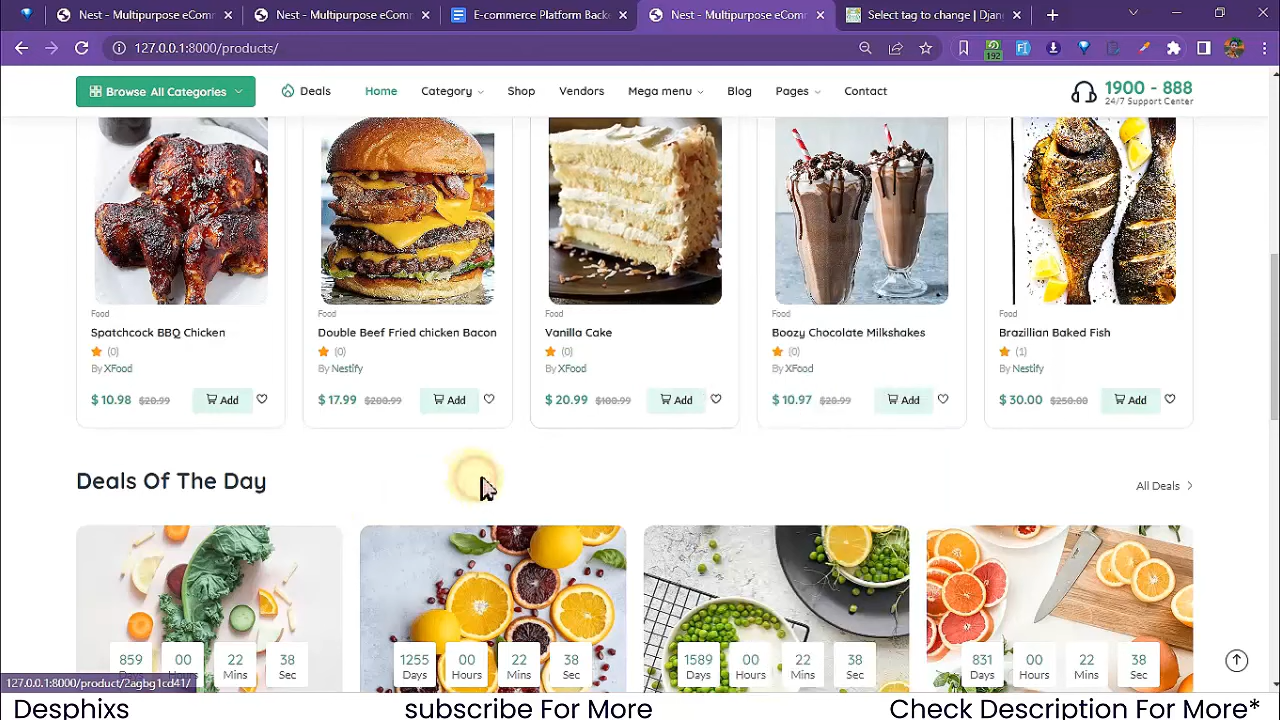 Nest - Multipurpose eComm
Nest - Multipurpose eComm
E-commerce Platform Backe
Nest - Multipurpose eComm
Select tag to change | Djan
127.0.0.1:8000/products/
192
Browse All Categories
Deals
Home
Category
Shop
Vendors
Mega menu
Blog
Pages
Contact
1900 - 888
24/7 Support Center
Food
Spatchcock BBQ Chicken
(0)
By XFood
$ 10.98 $20.99 Add
Food
Double Beef Fried chicken Bacon
(0)
By Nestify
$ 17.99 $200.99 Add
Food
Vanilla Cake
(0)
By XFood
$ 20.99 $100.99 Add
Food
Boozy Chocolate Milkshakes
(0)
By XFood
$ 10.97 $20.99 Add
Food
Brazillian Baked Fish
(1)
By Nestify
$ 30.00 $250.00 Add
Deals Of The Day
All Deals
859 00 22 38
Days Hours Mins Sec
1255 00 22 38
Days Hours Mins Sec
1589 00 22 38
Days Hours Mins Sec
831 00 22 38
Days Hours Mins Sec
127.0.0.1:8000/product/2agbg1cd41/
Desphixs
subscribe For More
Check Description For More*